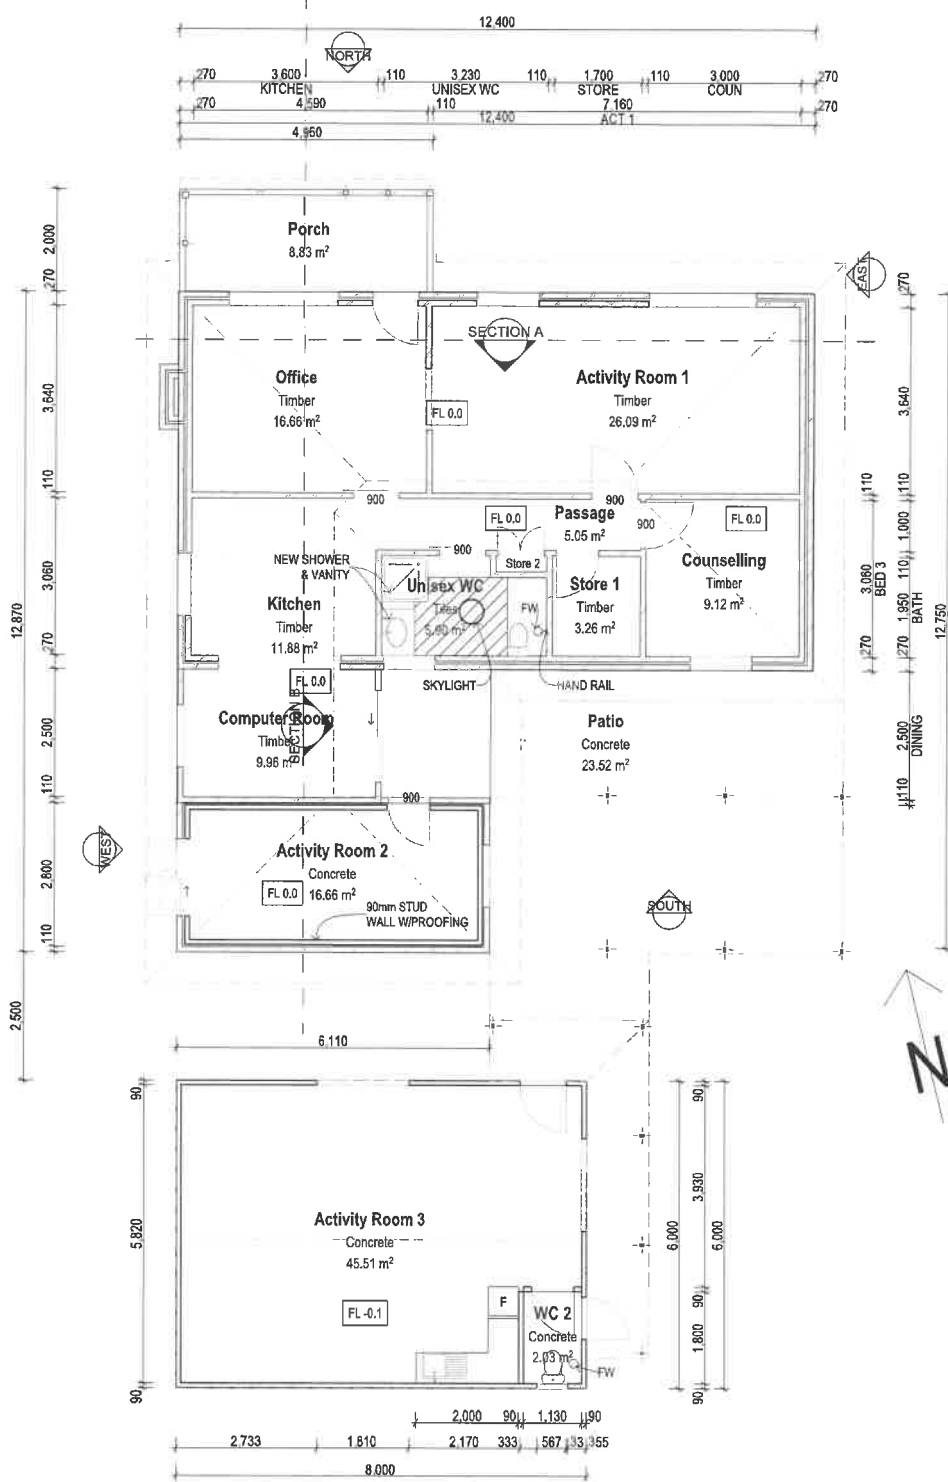 12,400
NORTH
270 3,600 110 3,230 110 1,700 110 3,000 270
KITCHEN UNISEX WC STORE COUN
270 4,590 110 7,160 270
12,400 ACT 1
4,950
Porch
8.83 m²
EAST
SECTION A
Office
Timber
16.66 m²
FL 0.0
Activity Room 1
Timber
26.09 m²
900
900
Passage
5.05 m²
FL 0.0
900
FL 0.0
900
Store 2
NEW SHOWER
& VANITY
Unisex WC
Tiles
5.90 m²
FW
Store 1
Timber
3.26 m²
Counselling
Timber
9.12 m²
Kitchen
Timber
11.88 m²
FL 0.0
SKYLIGHT
HAND RAIL
Computer Room
Timber
9.96 m²
SECTION B
Patio
Concrete
23.52 m²
900
WEST
Activity Room 2
Concrete
16.66 m²
FL 0.0
90mm STUD
WALL W/PROOFING
SOUTH
N
6,110
Activity Room 3
Concrete
45.51 m²
FL -0.1
F
WC 2
Concrete
2.03 m²
FW
2,000 90 1,130 90
2,733 1,810 2,170 333 567 33 355
8,000
2,000
270
3,640
110
3,060
270
2,500
110
2,800
110
12,870
2,500
90
5,820
90
270
3,640
110
1,000
110
1,950
BATH
270
2,500
DINING
110
110
3,060
BED 3
270
12,750
90
3,930
90
1,800
90
6,000
6,000